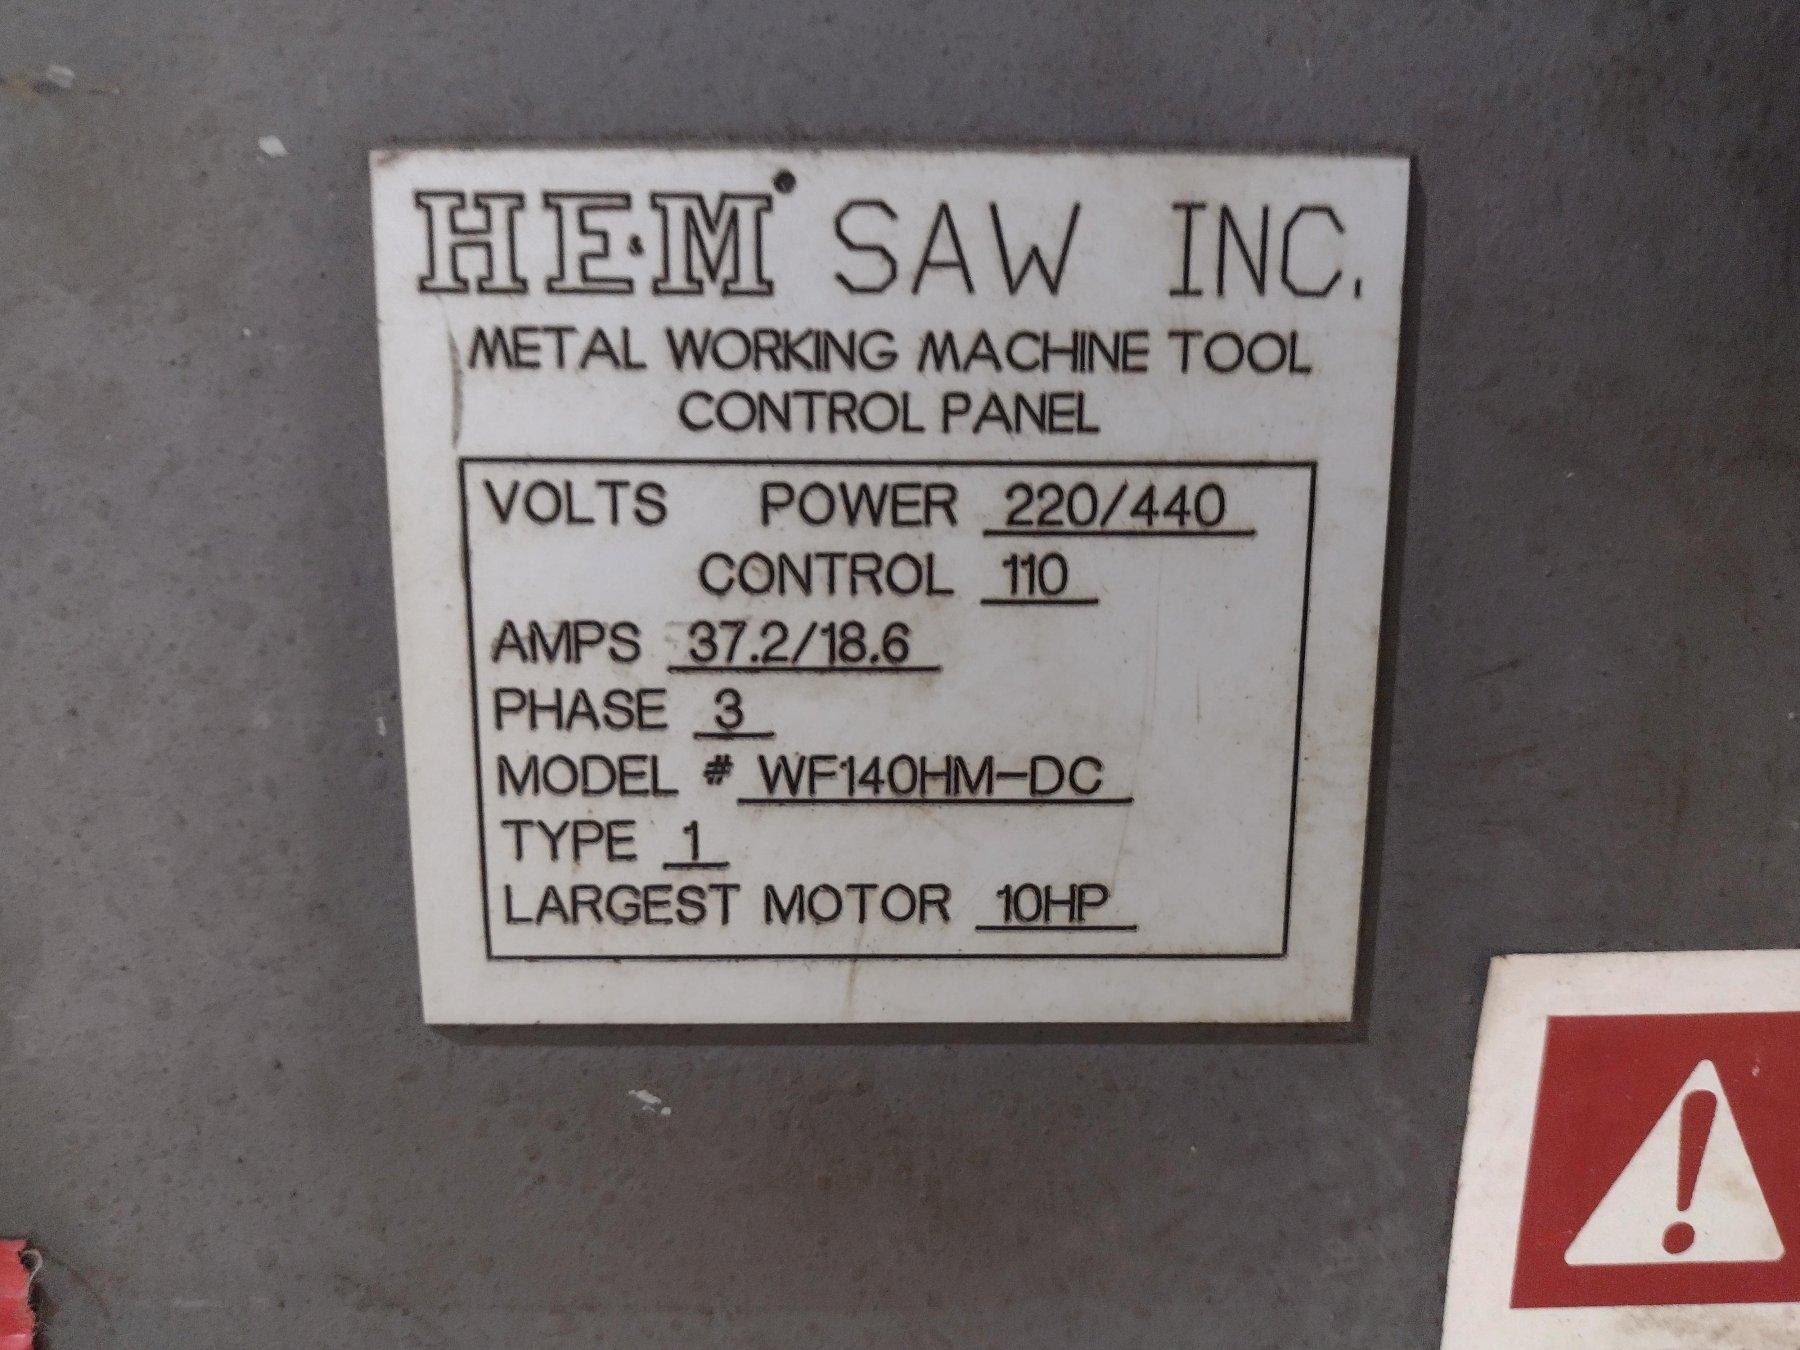 HE&M SAW INC.
METAL WORKING MACHINE TOOL
CONTROL PANEL
VOLTS POWER 220/440
CONTROL 110
AMPS 37.2/18.6
PHASE 3
MODEL # WF140HM-DC
TYPE 1
LARGEST MOTOR 10HP